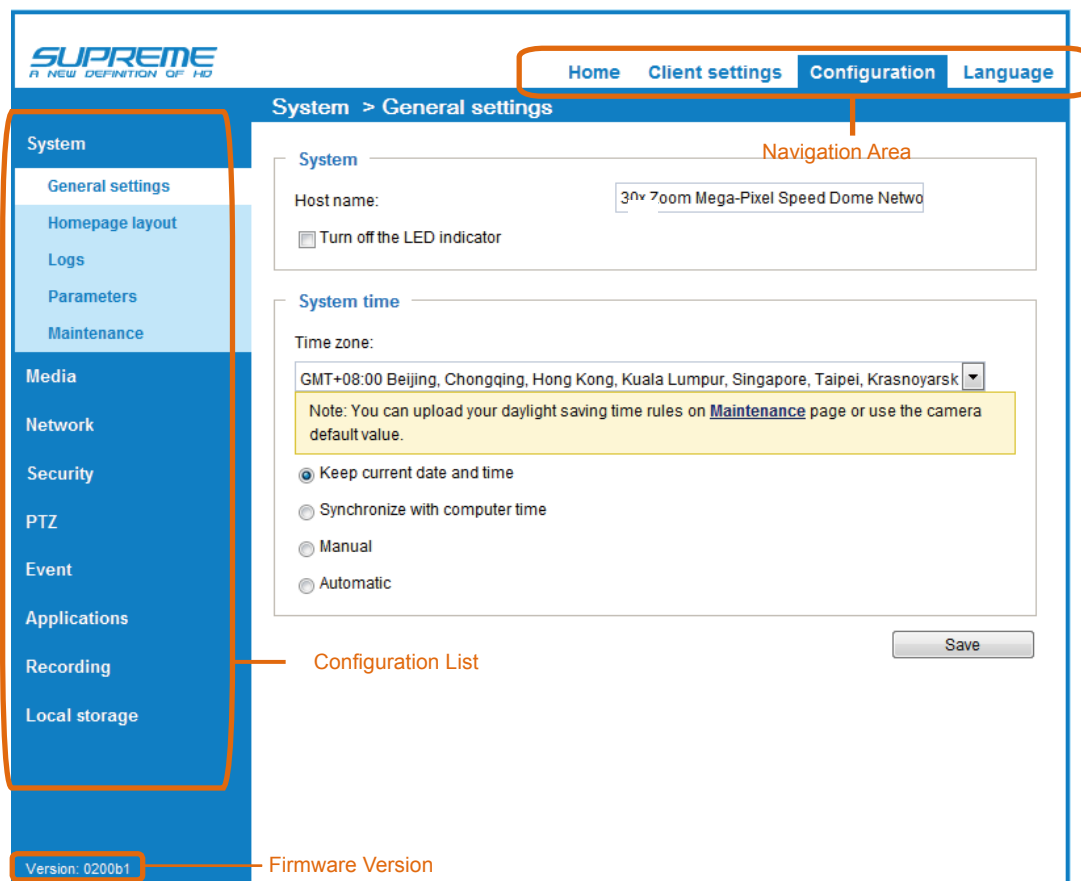 SUPREME
A NEW DEFINITION OF HD
Home Client settings Configuration Language
System > General settings
Navigation Area
System
General settings
Homepage layout
Logs
Parameters
Maintenance
Media
Network
Security
PTZ
Event
Applications
Recording
Local storage
Version: 0200b1
System
Host name: 30x Zoom Mega-Pixel Speed Dome Netwo
Turn off the LED indicator
System time
Time zone:
GMT+08:00 Beijing, Chongqing, Hong Kong, Kuala Lumpur, Singapore, Taipei, Krasnoyarsk
Note: You can upload your daylight saving time rules on Maintenance page or use the camera
default value.
Keep current date and time
Synchronize with computer time
Manual
Automatic
Save
Configuration List
Firmware Version